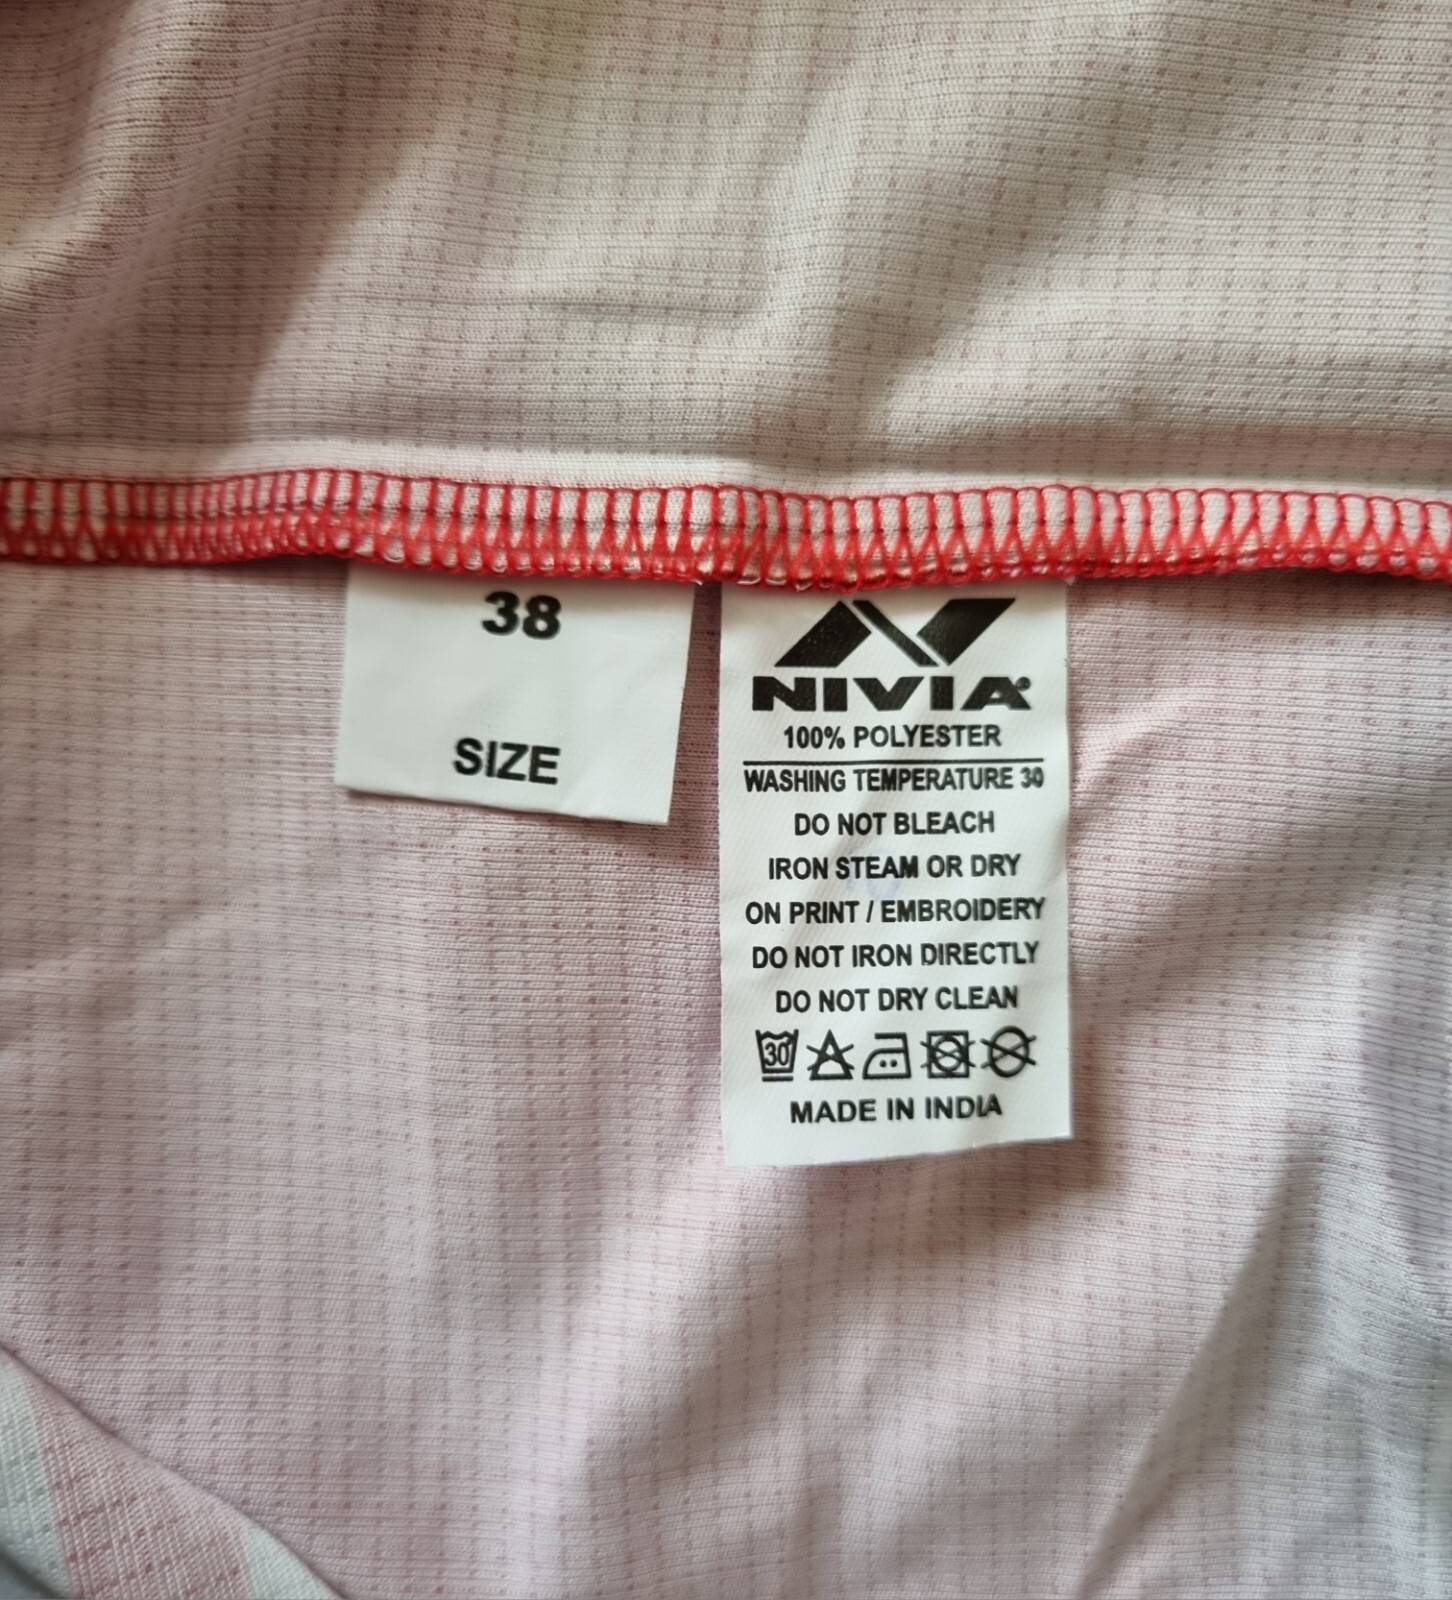 38
SIZE
NIVIA®
100% POLYESTER
WASHING TEMPERATURE 30
DO NOT BLEACH
IRON STEAM OR DRY
ON PRINT / EMBROIDERY
DO NOT IRON DIRECTLY
DO NOT DRY CLEAN
30
MADE IN INDIA